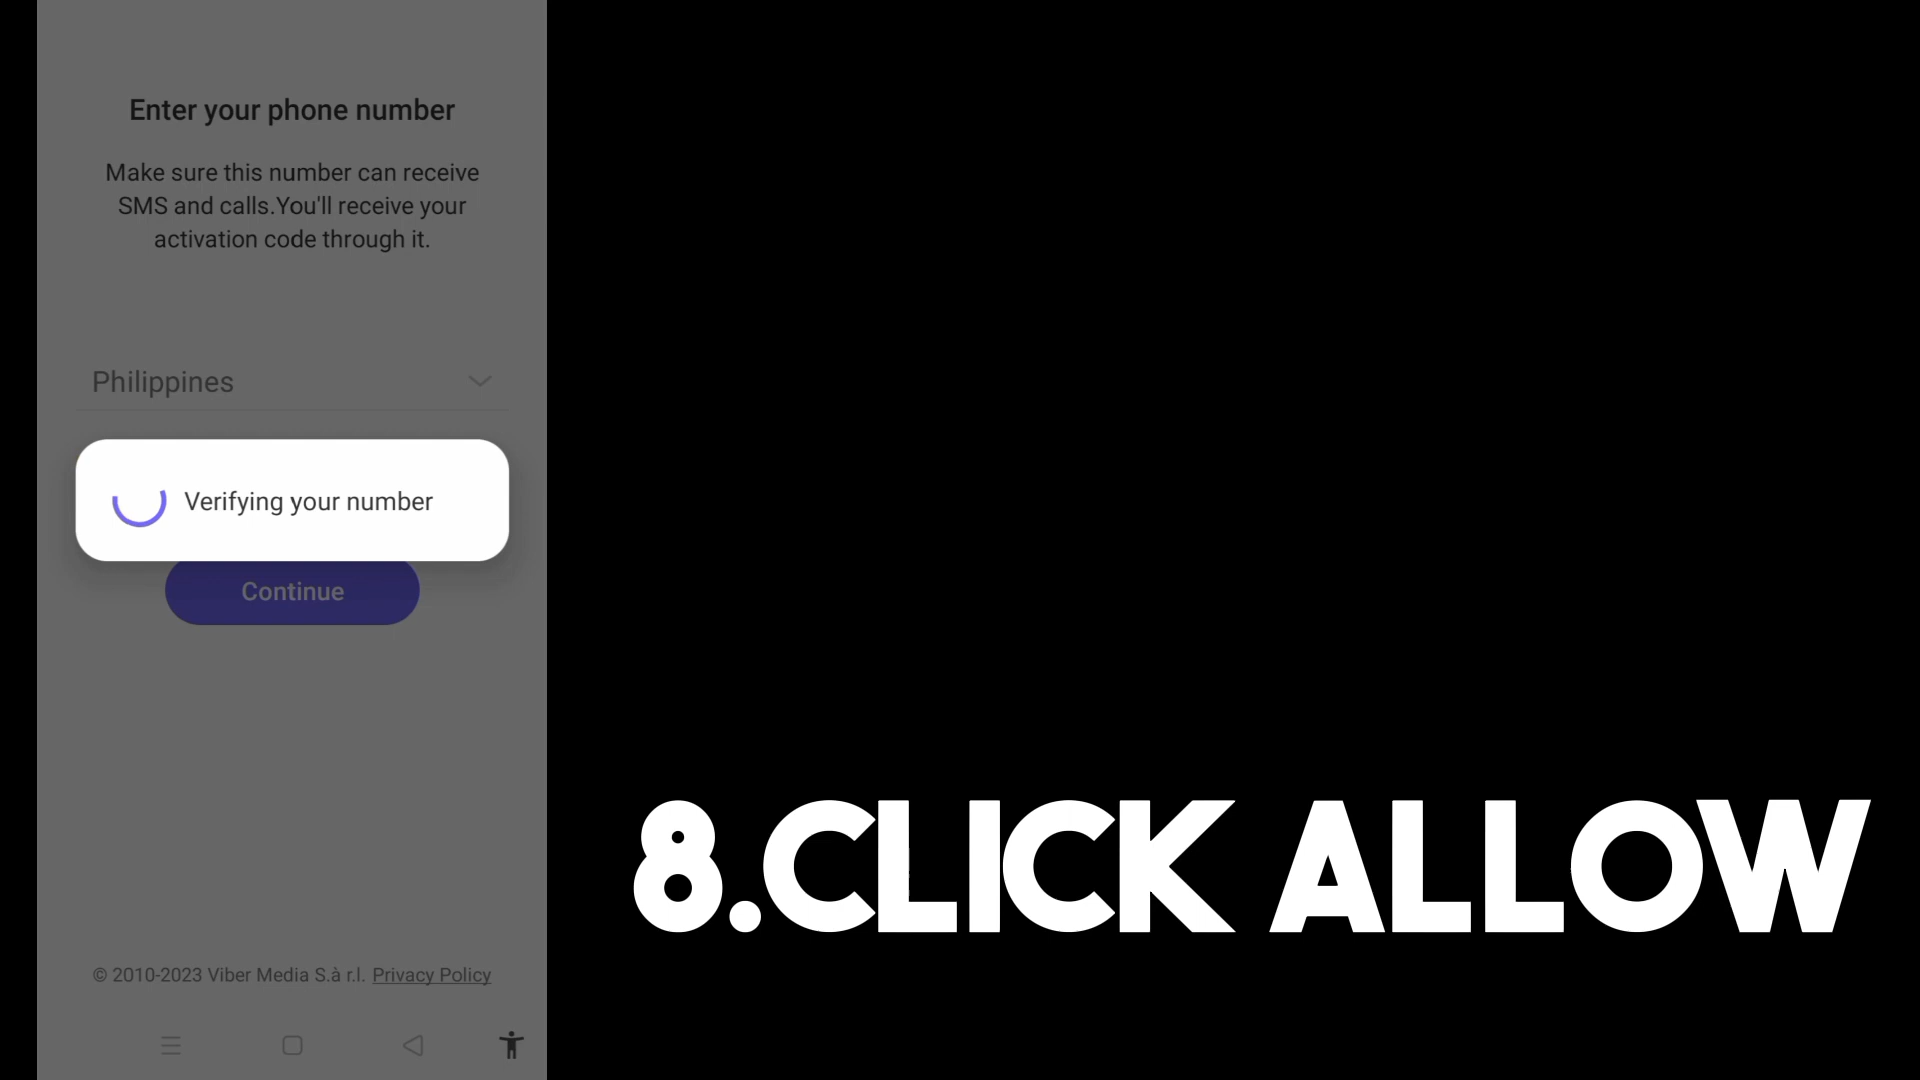 Enter your phone number
Make sure this number can receive
SMS and calls.You'll receive your
activation code through it.
Philippines
Verifying your number
Continue
8.CLICK ALLOW
© 2010-2023 Viber Media S.à r.l. Privacy Policy